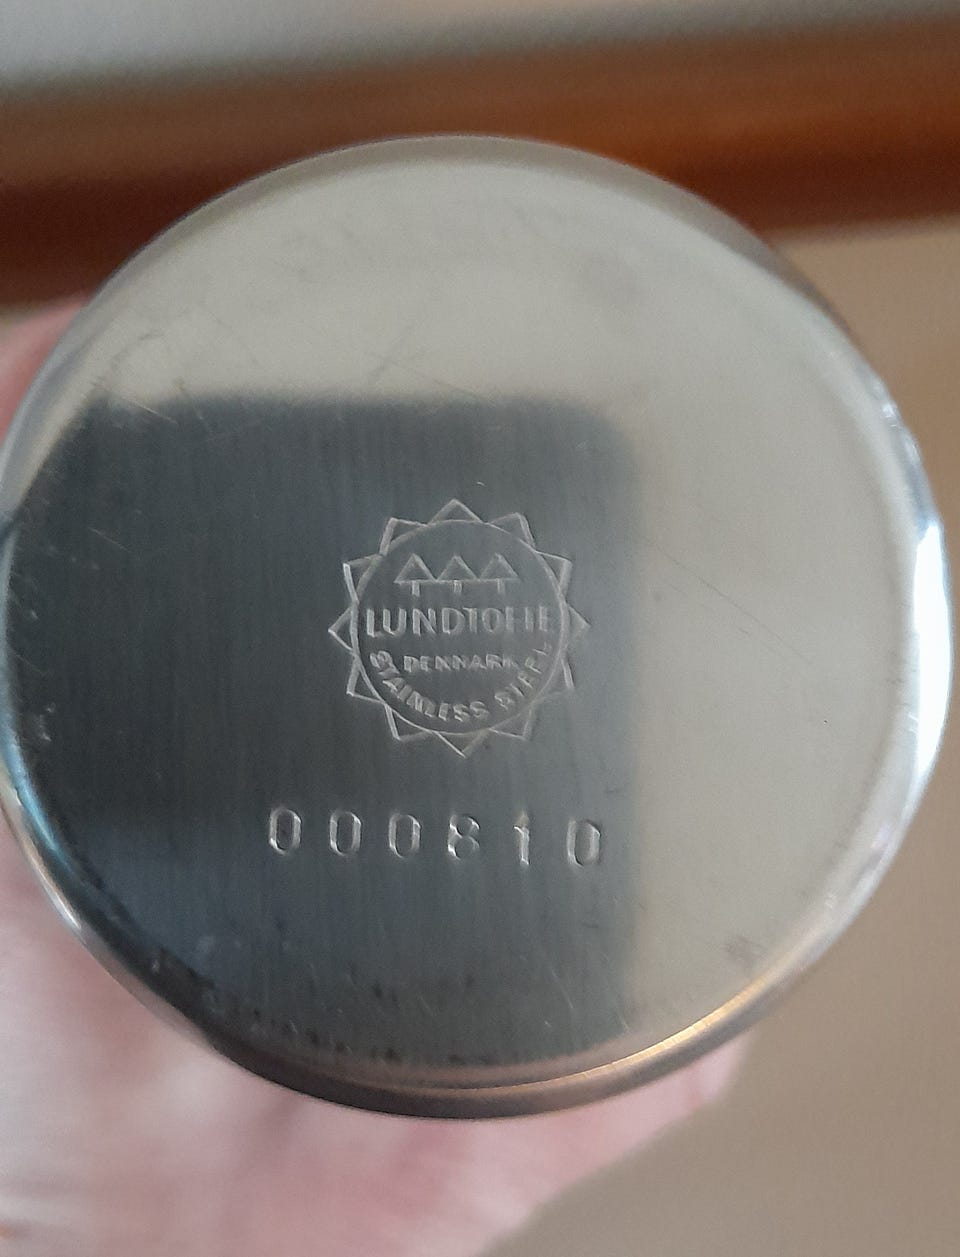 LUNDTOFTE
DENMARK
STAINLESS STEEL
000810